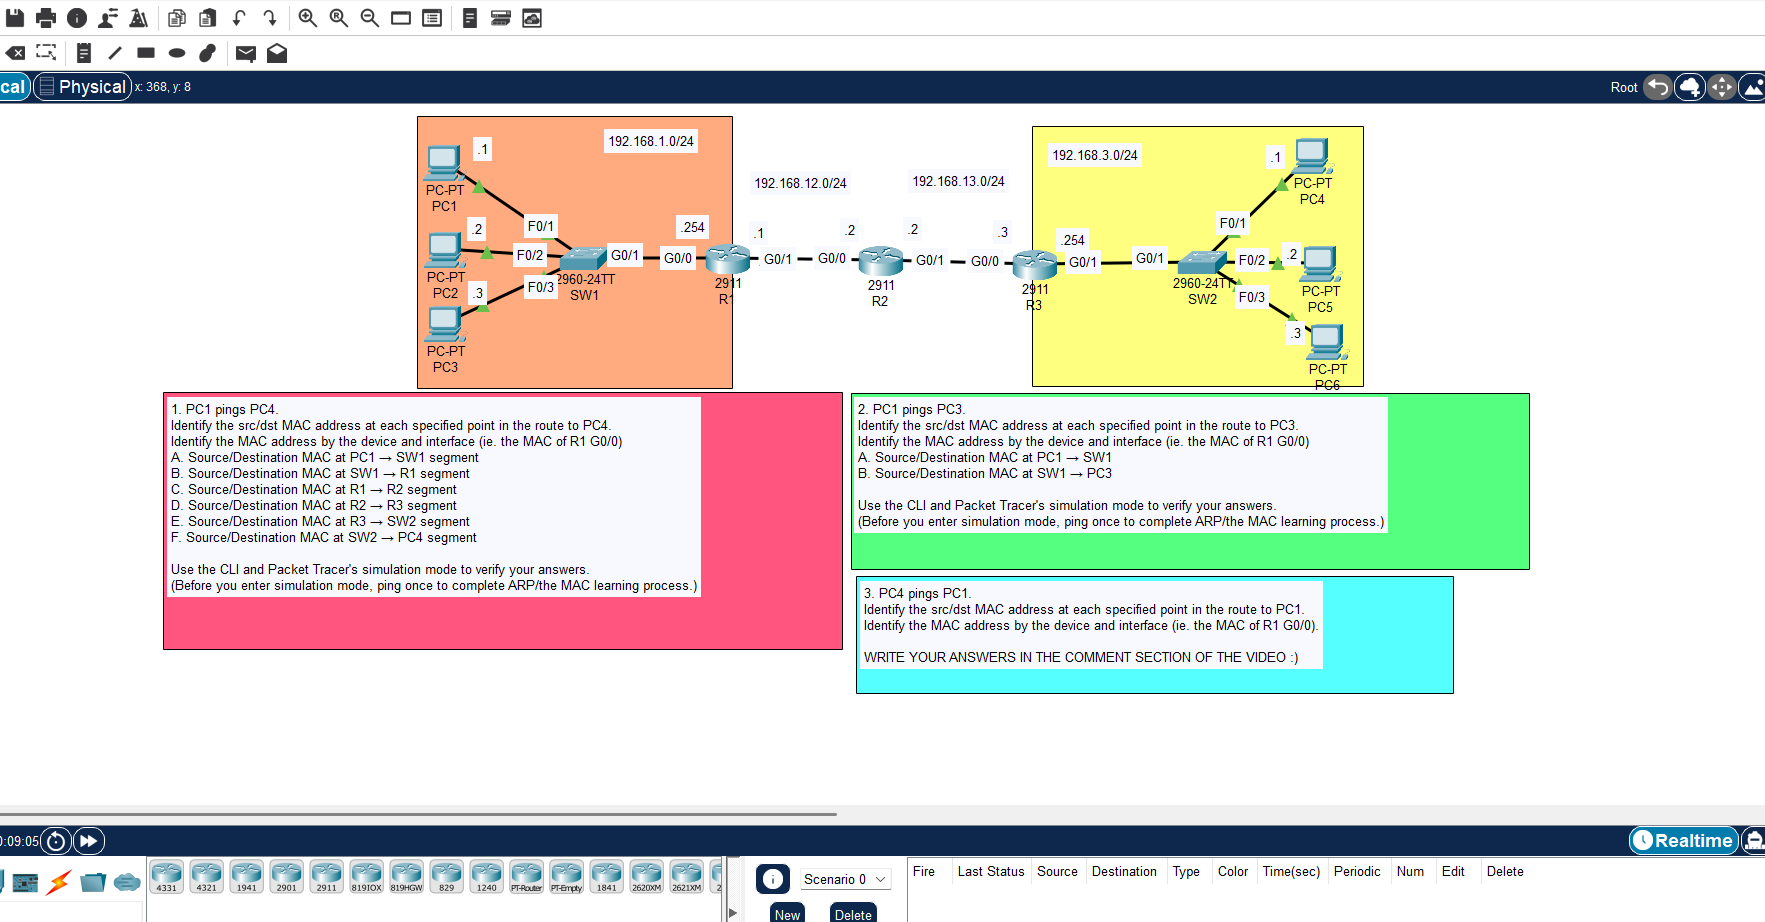 cal
Physical
x: 368, y: 8
Root
192.168.1.0/24
.1
PC-PT
PC1
.2
PC-PT
PC2
.3
PC-PT
PC3
F0/1
F0/2
F0/3
2960-24TT
SW1
G0/1
.254
G0/0
2911
R1
192.168.12.0/24
.1
G0/1
.2
G0/0
2911
R2
192.168.13.0/24
.2
G0/1
.3
G0/0
2911
R3
192.168.3.0/24
.254
G0/1
G0/1
2960-24TT
SW2
F0/1
F0/2
F0/3
.1
PC-PT
PC4
.2
PC-PT
PC5
.3
PC-PT
PC6
1. PC1 pings PC4.
Identify the src/dst MAC address at each specified point in the route to PC4.
Identify the MAC address by the device and interface (ie. the MAC of R1 G0/0)
A. Source/Destination MAC at PC1 → SW1 segment
B. Source/Destination MAC at SW1 → R1 segment
C. Source/Destination MAC at R1 → R2 segment
D. Source/Destination MAC at R2 → R3 segment
E. Source/Destination MAC at R3 → SW2 segment
F. Source/Destination MAC at SW2 → PC4 segment
Use the CLI and Packet Tracer's simulation mode to verify your answers.
(Before you enter simulation mode, ping once to complete ARP/the MAC learning process.)
2. PC1 pings PC3.
Identify the src/dst MAC address at each specified point in the route to PC3.
Identify the MAC address by the device and interface (ie. the MAC of R1 G0/0)
A. Source/Destination MAC at PC1 → SW1
B. Source/Destination MAC at SW1 → PC3
Use the CLI and Packet Tracer's simulation mode to verify your answers.
(Before you enter simulation mode, ping once to complete ARP/the MAC learning process.)
3. PC4 pings PC1.
Identify the src/dst MAC address at each specified point in the route to PC1.
Identify the MAC address by the device and interface (ie. the MAC of R1 G0/0).
WRITE YOUR ANSWERS IN THE COMMENT SECTION OF THE VIDEO :)
:09:05
Realtime
4331
4321
1941
2901
2911
819IOX
819HGW
829
1240
PT-Router
PT-Empty
1841
2620XM
2621XM
2
Scenario 0
New
Delete
Fire
Last Status
Source
Destination
Type
Color
Time(sec)
Periodic
Num
Edit
Delete